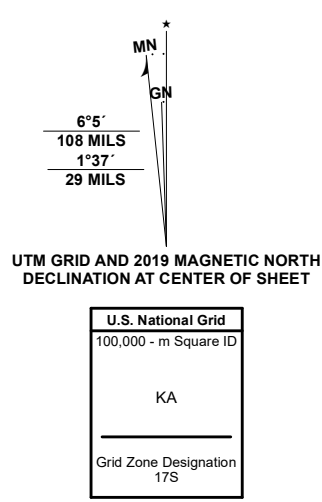 ★
MN
GN
6°5´
108 MILS
1°37´
29 MILS
UTM GRID AND 2019 MAGNETIC NORTH
DECLINATION AT CENTER OF SHEET
U.S. National Grid
100,000 - m Square ID
KA
Grid Zone Designation
17S